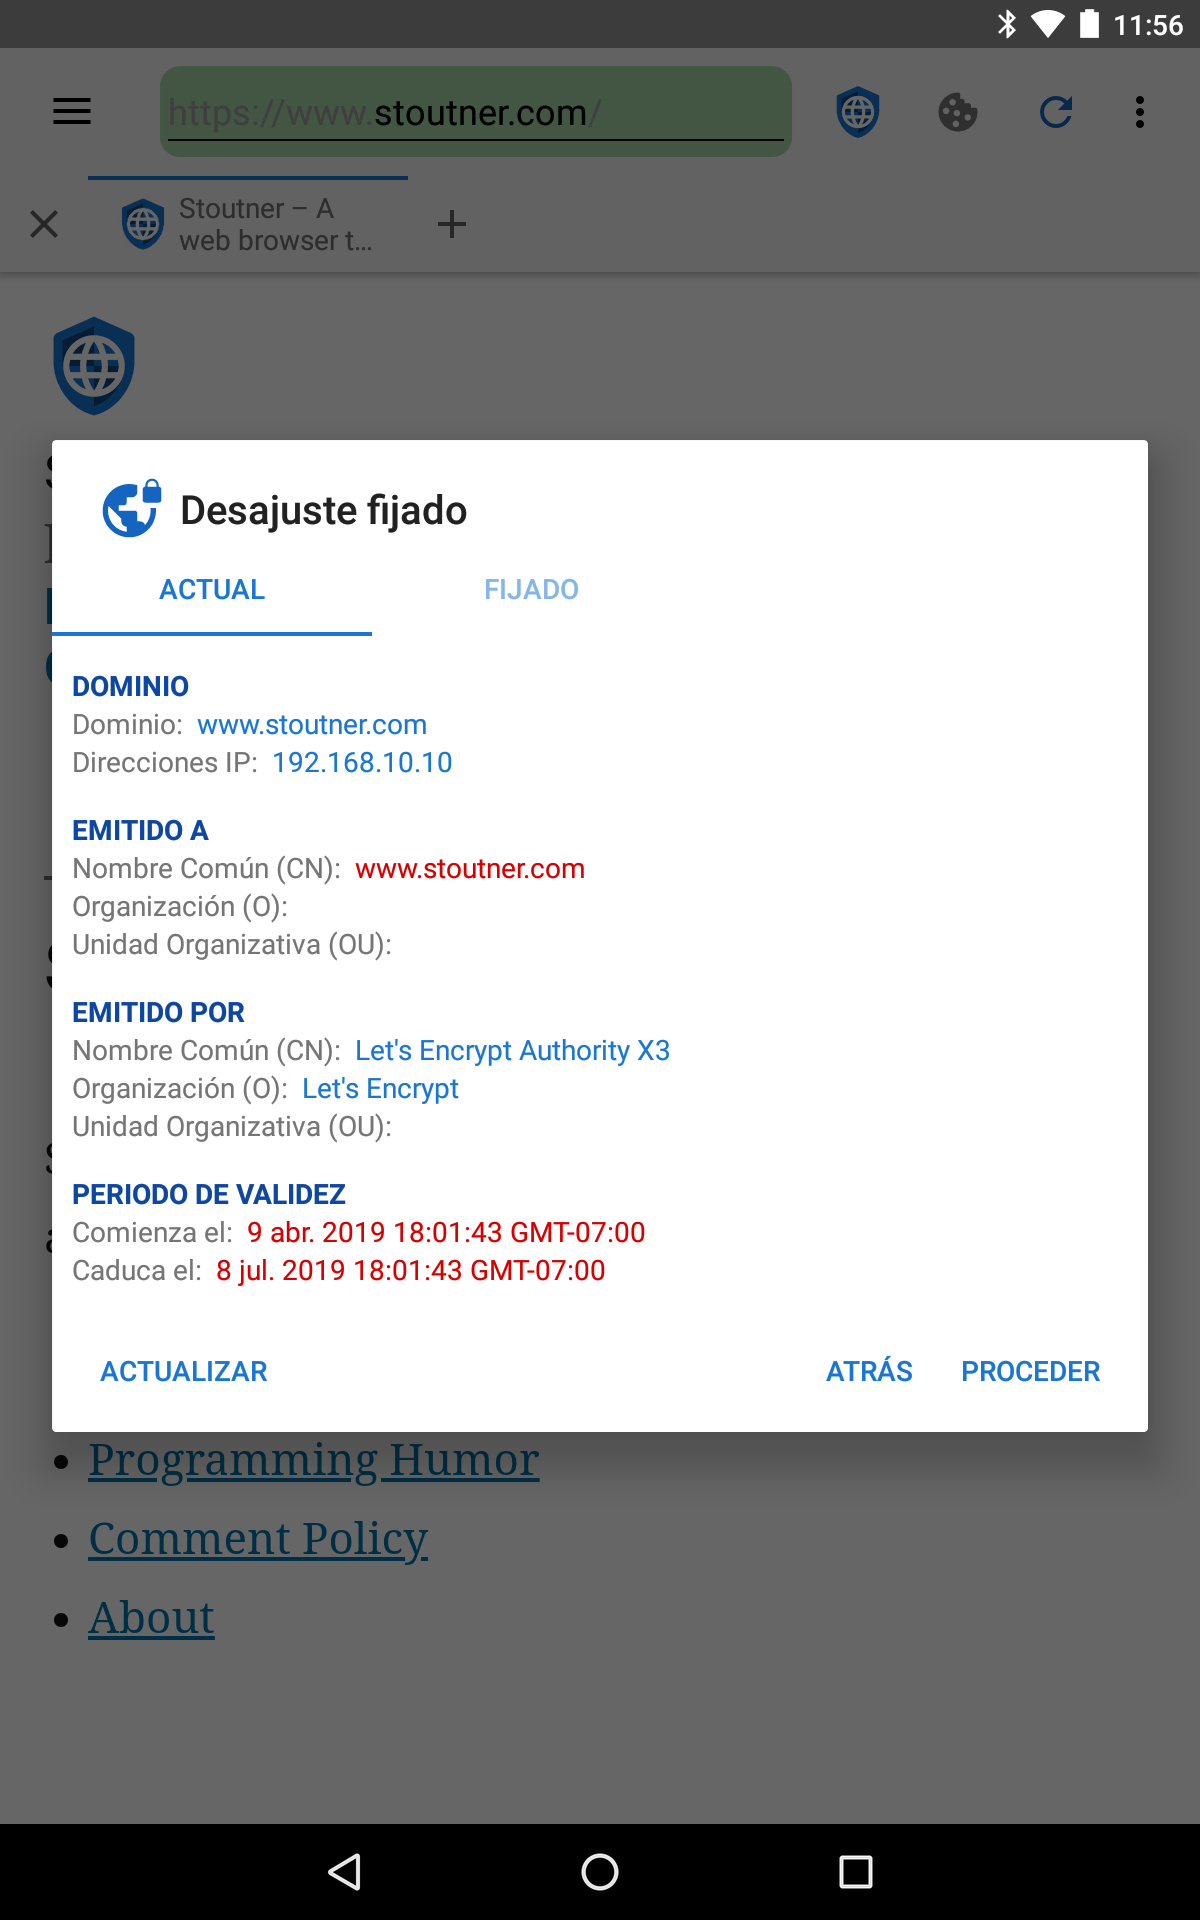 11:56
https://www.stoutner.com/
Stoutner – A
web browser t...
Desajuste fijado
ACTUAL
FIJADO
DOMINIO
Dominio: www.stoutner.com
Direcciones IP: 192.168.10.10
EMITIDO A
Nombre Común (CN): www.stoutner.com
Organización (O):
Unidad Organizativa (OU):
EMITIDO POR
Nombre Común (CN): Let's Encrypt Authority X3
Organización (O): Let's Encrypt
Unidad Organizativa (OU):
PERIODO DE VALIDEZ
Comienza el: 9 abr. 2019 18:01:43 GMT-07:00
Caduca el: 8 jul. 2019 18:01:43 GMT-07:00
ACTUALIZAR
ATRÁS
PROCEDER
Programming Humor
Comment Policy
About